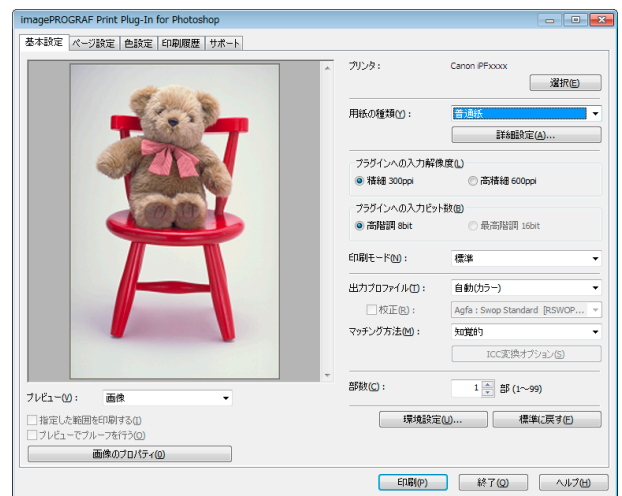 imagePROGRAF Print Plug-In for Photoshop
基本設定 ページ設定 色設定 印刷履歴 サポート
プリンタ： Canon iPFxxxx
選択(E)
用紙の種類(Y)： 普通紙
詳細設定(A)...
プラグインへの入力解像度(L)
精細 300ppi 高精細 600ppi
プラグインへの入力ビット数(B)
高階調 8bit 最高階調 16bit
印刷モード(N)： 標準
出力プロファイル(T)： 自動(カラー)
校正(R)： Agfa : Swop Standard [RSWOP...
マッチング方法(M)： 知覚的
ICC変換オプション(S)
部数(C)： 1 部 (1～99)
プレビュー(V)： 画像
指定した範囲を印刷する(I)
プレビューでプルーフを行う(O)
画像のプロパティ(0)
環境設定(U)... 標準に戻す(F)
印刷(P) 終了(Q) ヘルプ(H)